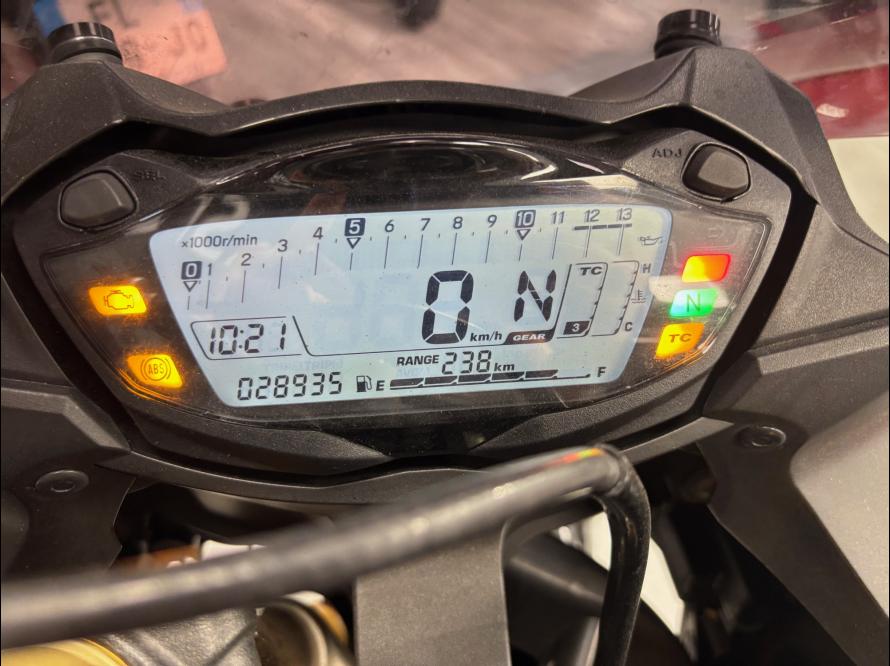 SEL
ADJ
×1000r/min
0 1 2 3 4 5 6 7 8 9 10 11 12 13
0 km/h
N
GEAR
TC
3
H
C
N
TC
ABS
10:21
RANGE 238 km
028935
E
F